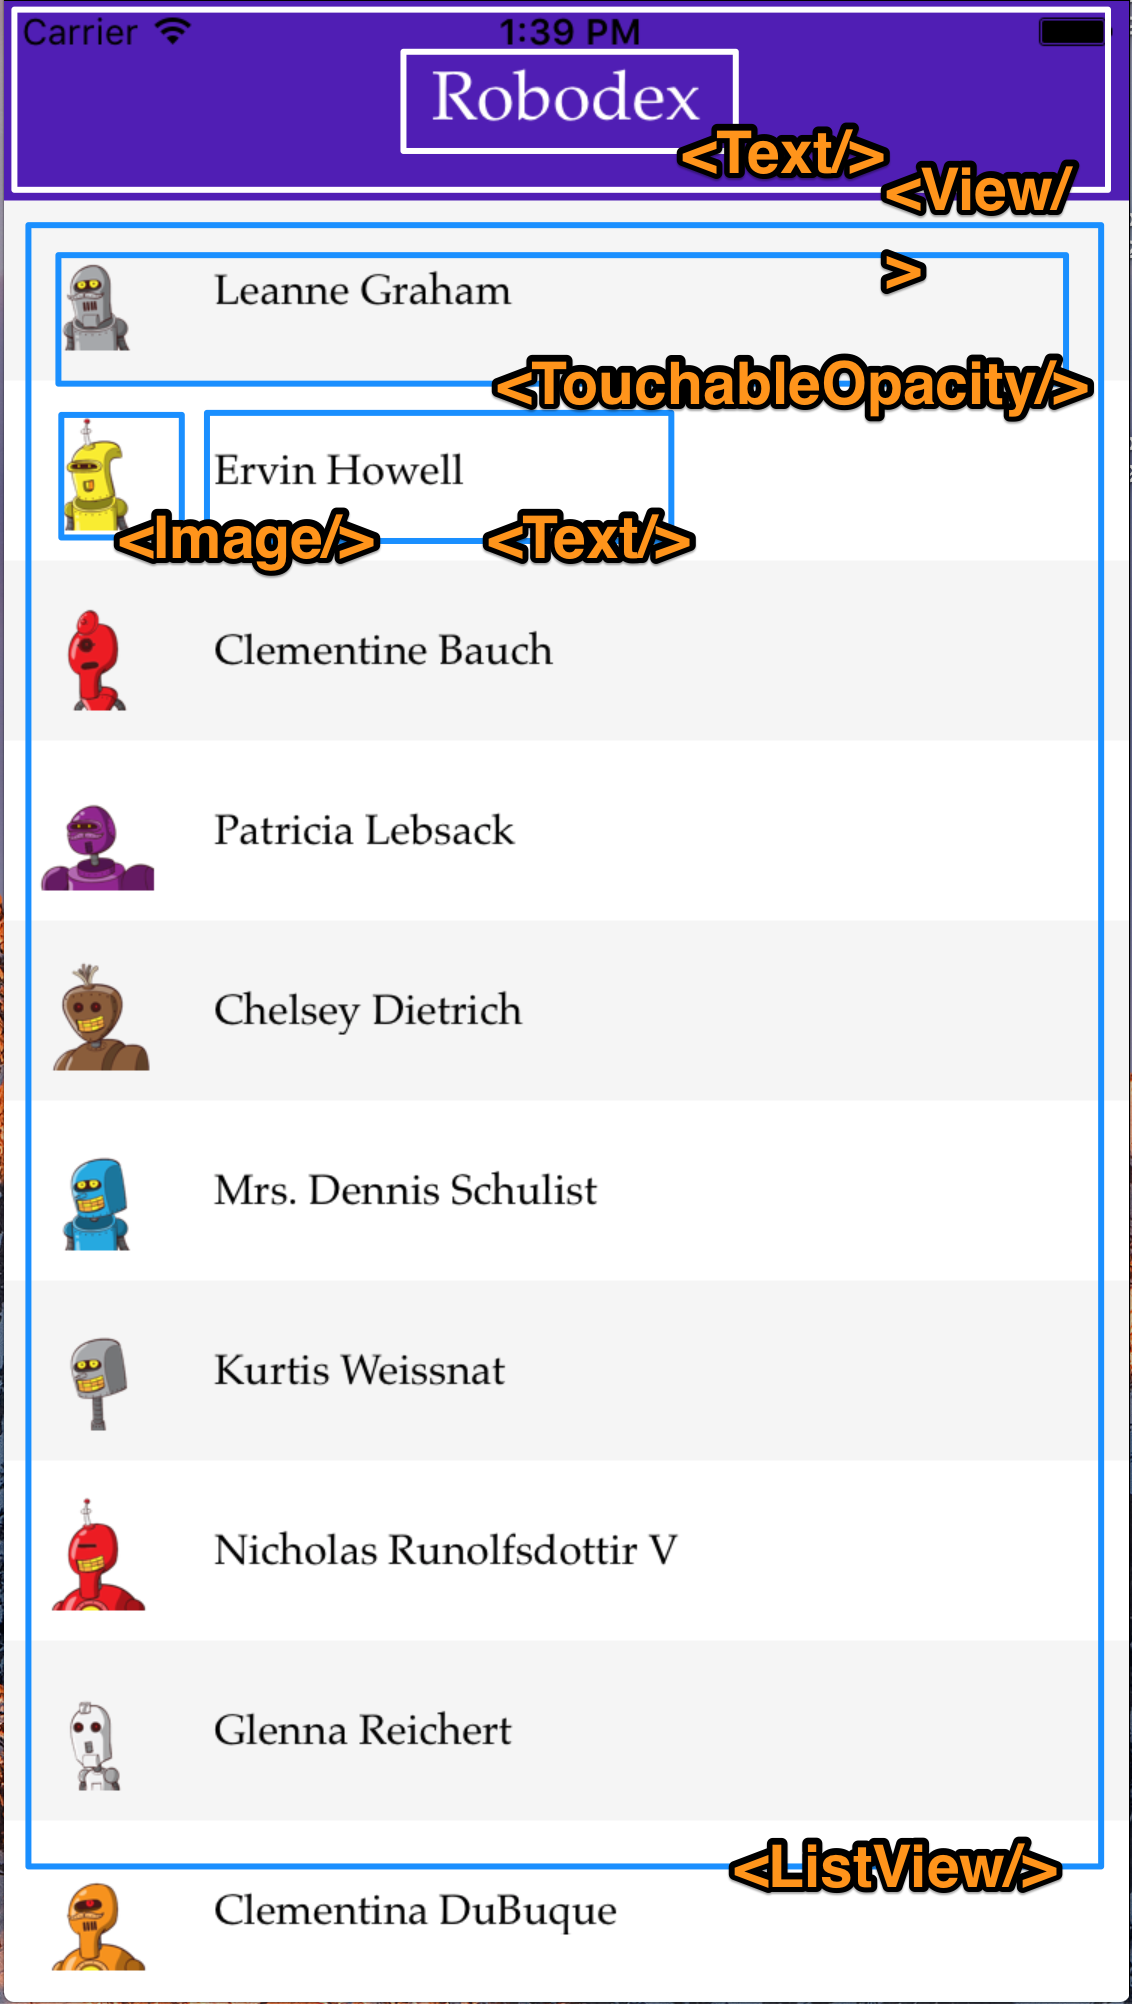 Carrier 1:39 PM
Robodex
<Text/>
<View/
>
Leanne Graham
<TouchableOpacity/>
Ervin Howell
<Image/> <Text/>
Clementine Bauch
Patricia Lebsack
Chelsey Dietrich
Mrs. Dennis Schulist
Kurtis Weissnat
Nicholas Runolfsdottir V
Glenna Reichert
<ListView/>
Clementina DuBuque